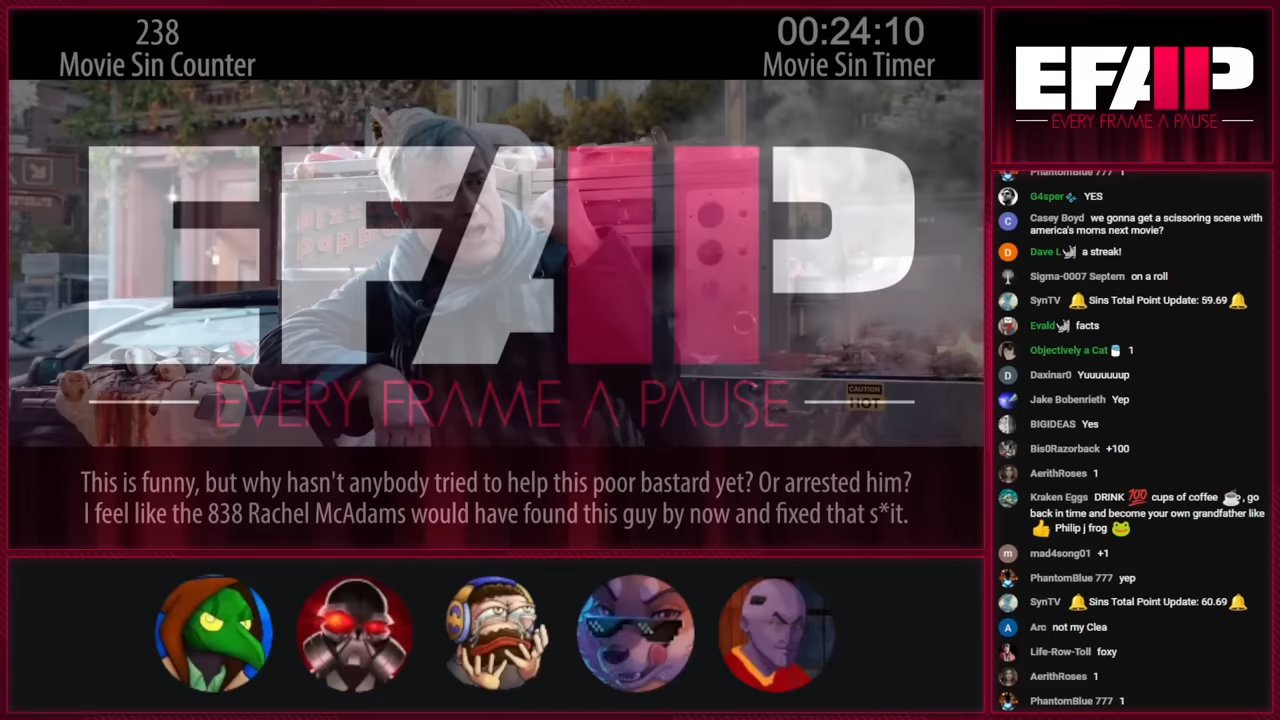 238
Movie Sin Counter
00:24:10
Movie Sin Timer
EFAP
EVERY FRAME A PAUSE
pizza
poppa
CAUTION
HOT
This is funny, but why hasn't anybody tried to help this poor bastard yet? Or arrested him?
I feel like the 838 Rachel McAdams would have found this guy by now and fixed that s*it.
EFAP
EVERY FRAME A PAUSE
PhantomBlue 777 1
G4sper YES
Casey Boyd we gonna get a scissoring scene with
america's moms next movie?
Dave L a streak!
Sigma-0007 Septem on a roll
SynTV 🔔Sins Total Point Update: 59.69🔔
Evald facts
Objectively a Cat 1
Daxinar0 Yuuuuuuup
Jake Bobenrieth Yep
BIGIDEAS Yes
Bis0Razorback +100
AerithRoses 1
Kraken Eggs DRINK 💯 cups of coffee ☕, go
back in time and become your own grandfather like
👍 Philip j frog 🐸
mad4song01 +1
PhantomBlue 777 yep
SynTV 🔔Sins Total Point Update: 60.69🔔
Arc not my Clea
Life-Row-Toll foxy
AerithRoses 1
PhantomBlue 777 1